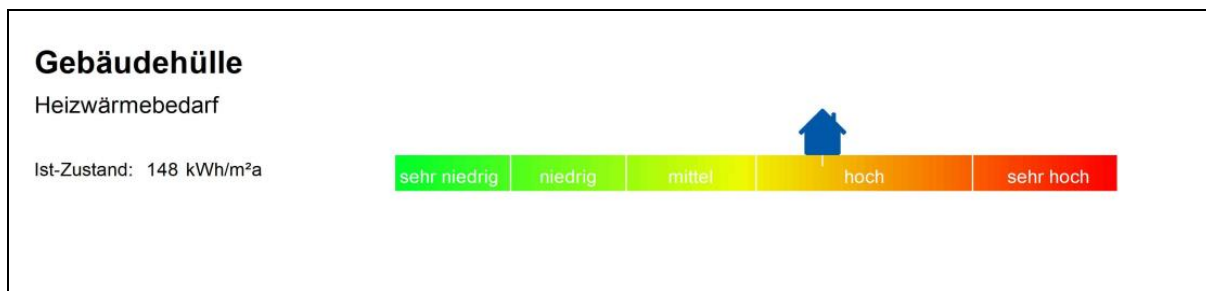 Gebäudehülle
Heizwärmebedarf
Ist-Zustand: 148 kWh/m²a
sehr niedrig niedrig mittel hoch sehr hoch